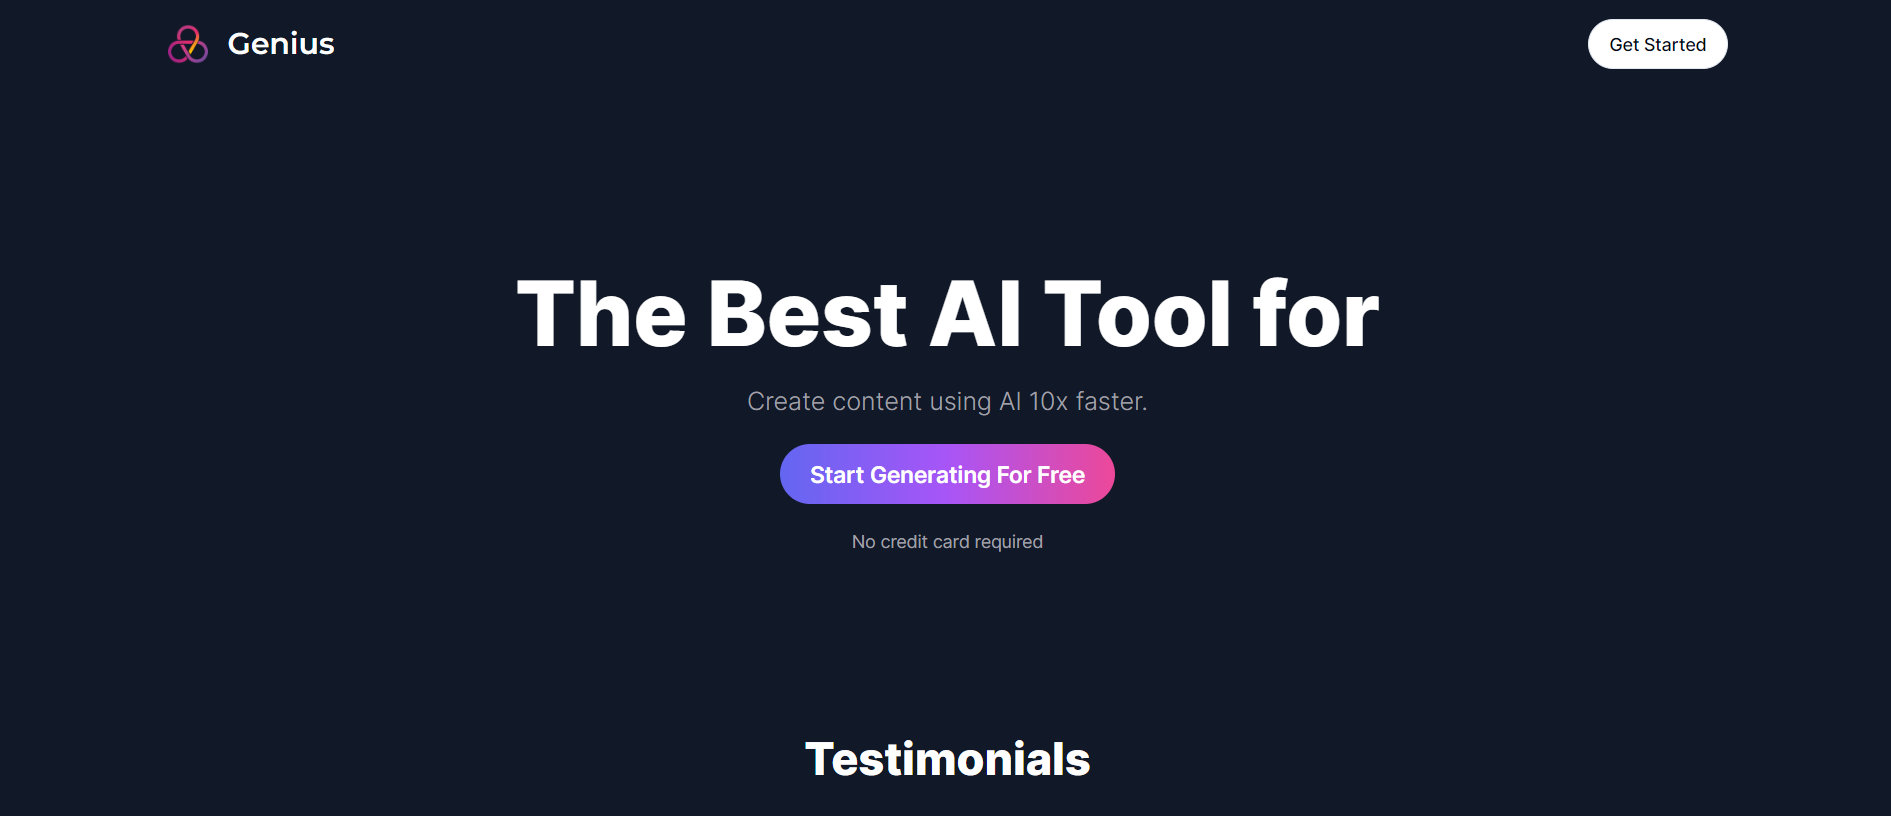 Genius
Get Started
The Best AI Tool for
Create content using AI 10x faster.
Start Generating For Free
No credit card required
Testimonials